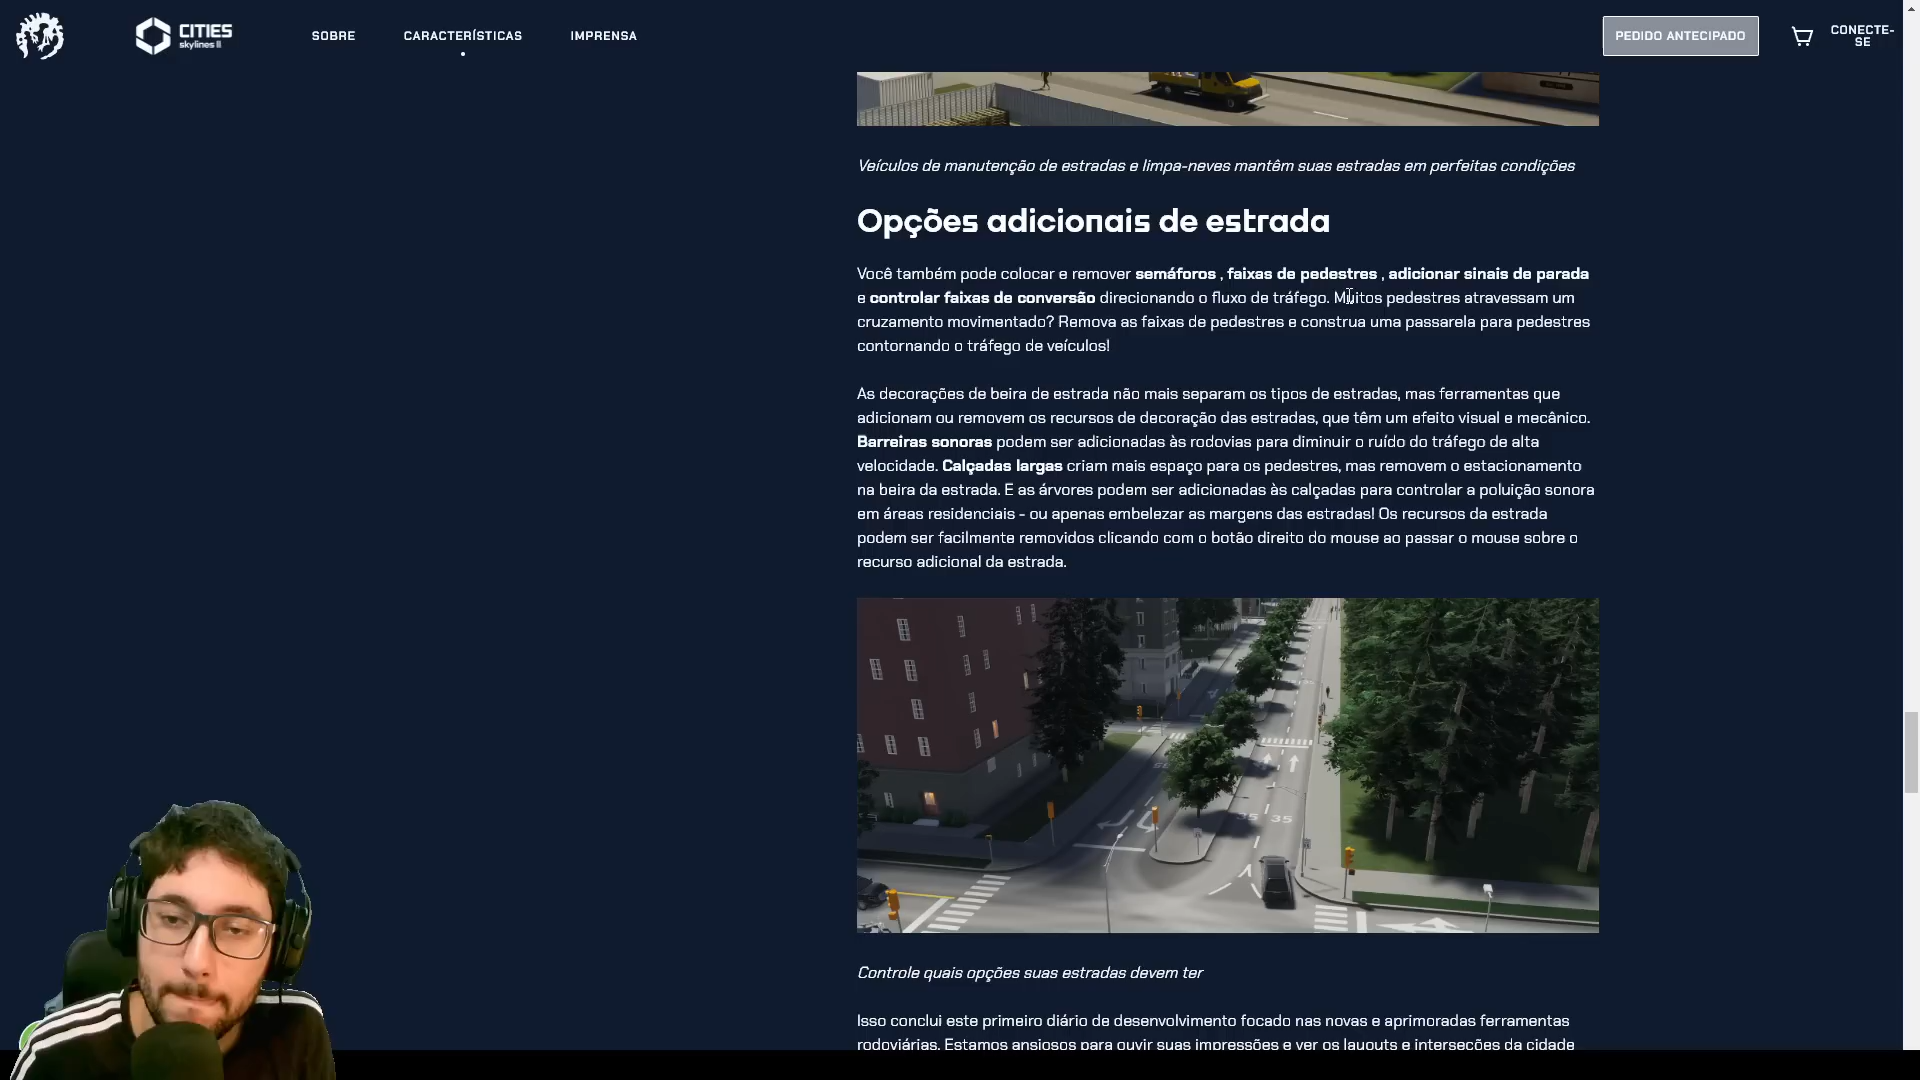 CITIES
skylines II
SOBRE
CARACTERÍSTICAS
IMPRENSA
PEDIDO ANTECIPADO
CONECTE-
SE
Veículos de manutenção de estradas e limpa-neves mantêm suas estradas em perfeitas condições
Opções adicionais de estrada
Você também pode colocar e remover semáforos , faixas de pedestres , adicionar sinais de parada
e controlar faixas de conversão direcionando o fluxo de tráfego. Muitos pedestres atravessam um
cruzamento movimentado? Remova as faixas de pedestres e construa uma passarela para pedestres
contornando o tráfego de veículos!
As decorações de beira de estrada não mais separam os tipos de estradas, mas ferramentas que
adicionam ou removem os recursos de decoração das estradas, que têm um efeito visual e mecânico.
Barreiras sonoras podem ser adicionadas às rodovias para diminuir o ruído do tráfego de alta
velocidade. Calçadas largas criam mais espaço para os pedestres, mas removem o estacionamento
na beira da estrada. E as árvores podem ser adicionadas às calçadas para controlar a poluição sonora
em áreas residenciais - ou apenas embelezar as margens das estradas! Os recursos da estrada
podem ser facilmente removidos clicando com o botão direito do mouse ao passar o mouse sobre o
recurso adicional da estrada.
35 35
Controle quais opções suas estradas devem ter
Isso conclui este primeiro diário de desenvolvimento focado nas novas e aprimoradas ferramentas
rodoviárias. Estamos ansiosos para ouvir suas impressões e ver os layouts e interseções da cidade